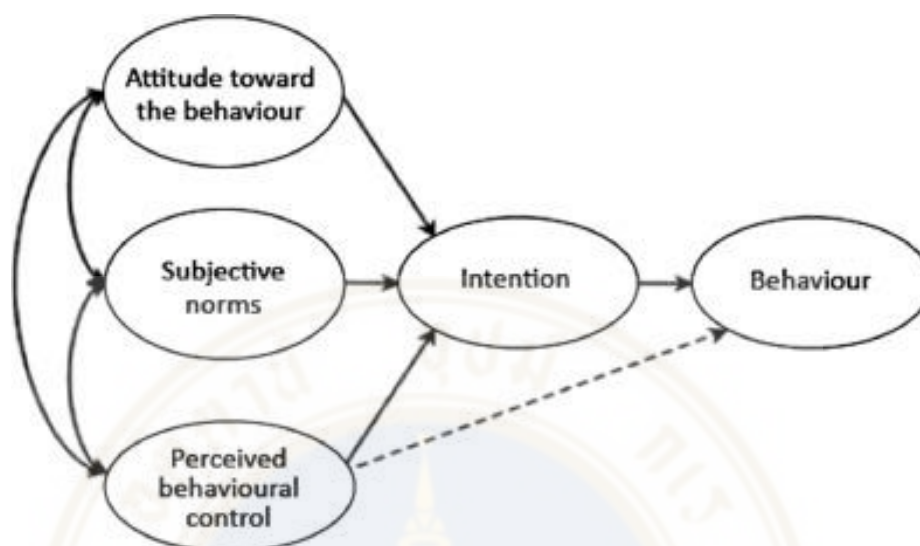 Attitude toward
the behaviour
Subjective
norms
Intention
Behaviour
Perceived
behavioural
control